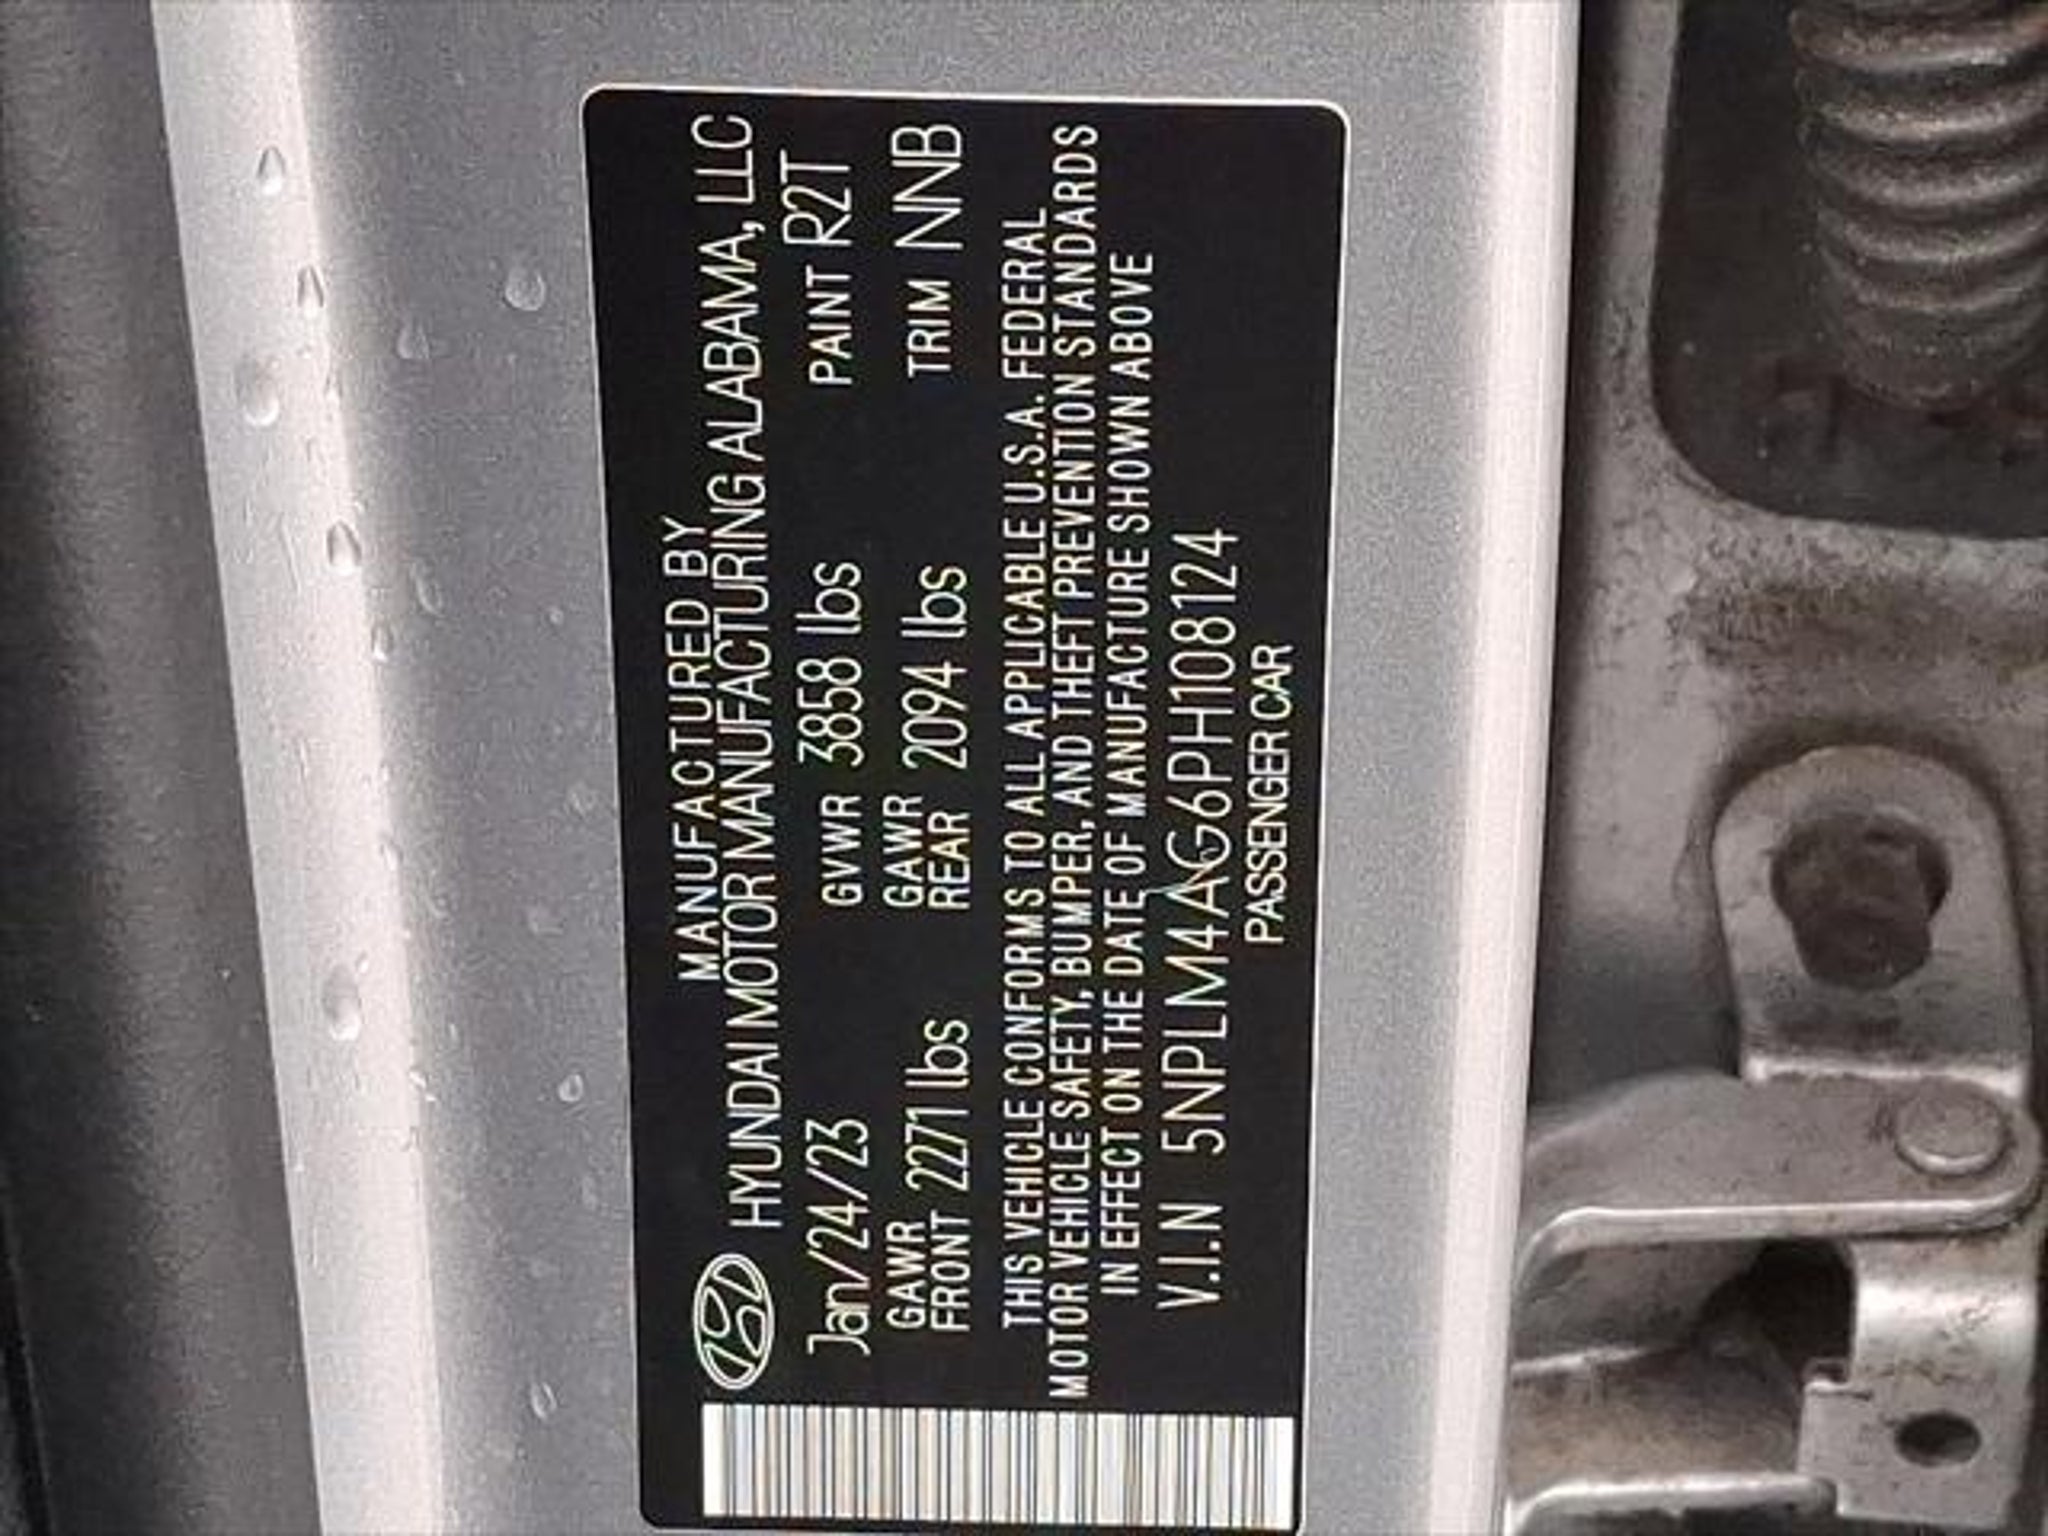 MANUFACTURED BY
HYUNDAI MOTOR MANUFACTURING ALABAMA, LLC
Jan/24/23 GVWR 3858 lbs PAINT R2T
GAWR FRONT 2271 lbs GAWR REAR 2094 lbs TRIM NNB
THIS VEHICLE CONFORMS TO ALL APPLICABLE U.S.A. FEDERAL
MOTOR VEHICLE SAFETY, BUMPER, AND THEFT PREVENTION STANDARDS
IN EFFECT ON THE DATE OF MANUFACTURE SHOWN ABOVE
V.I.N 5NPLM4AG6PH108124
PASSENGER CAR